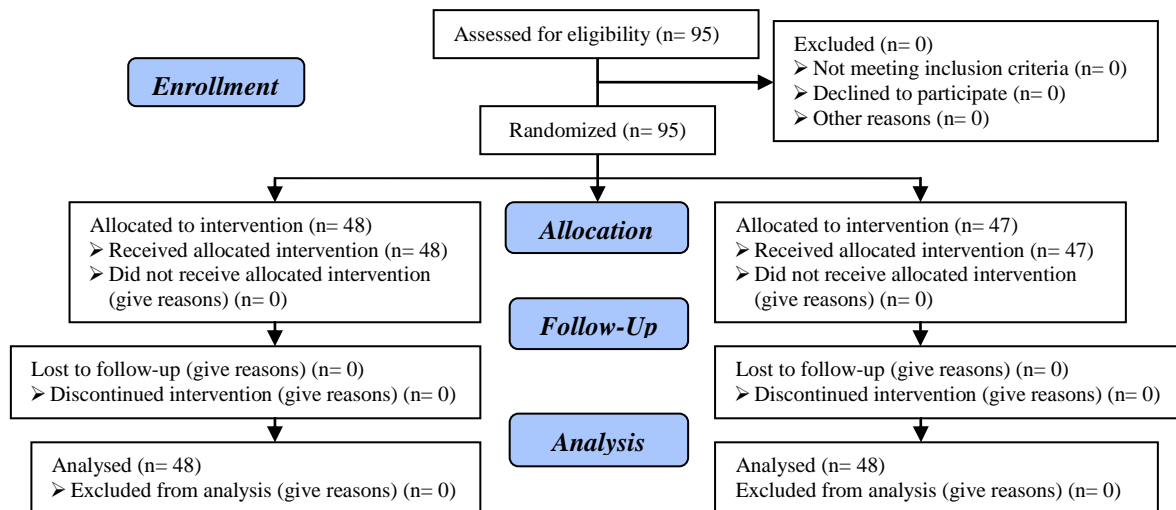 Assessed for eligibility (n= 95)
Excluded (n= 0)
➢ Not meeting inclusion criteria (n= 0)
➢ Declined to participate (n= 0)
➢ Other reasons (n= 0)
Enrollment
Randomized (n= 95)
Allocated to intervention (n= 48)
➢ Received allocated intervention (n= 48)
➢ Did not receive allocated intervention
(give reasons) (n= 0)
Allocation
Allocated to intervention (n= 47)
➢ Received allocated intervention (n= 47)
➢ Did not receive allocated intervention
(give reasons) (n= 0)
Follow-Up
Lost to follow-up (give reasons) (n= 0)
➢ Discontinued intervention (give reasons) (n= 0)
Lost to follow-up (give reasons) (n= 0)
➢ Discontinued intervention (give reasons) (n= 0)
Analysis
Analysed (n= 48)
➢ Excluded from analysis (give reasons) (n= 0)
Analysed (n= 48)
Excluded from analysis (give reasons) (n= 0)